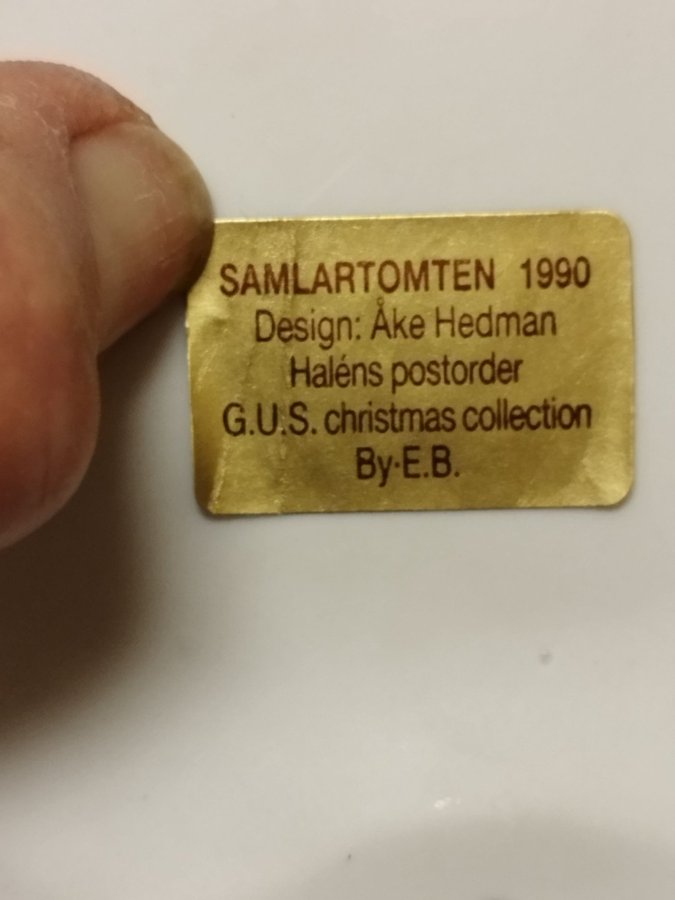 SAMLARTOMTEN 1990
Design: Åke Hedman
Haléns postorder
G.U.S. christmas collection
By·E.B.